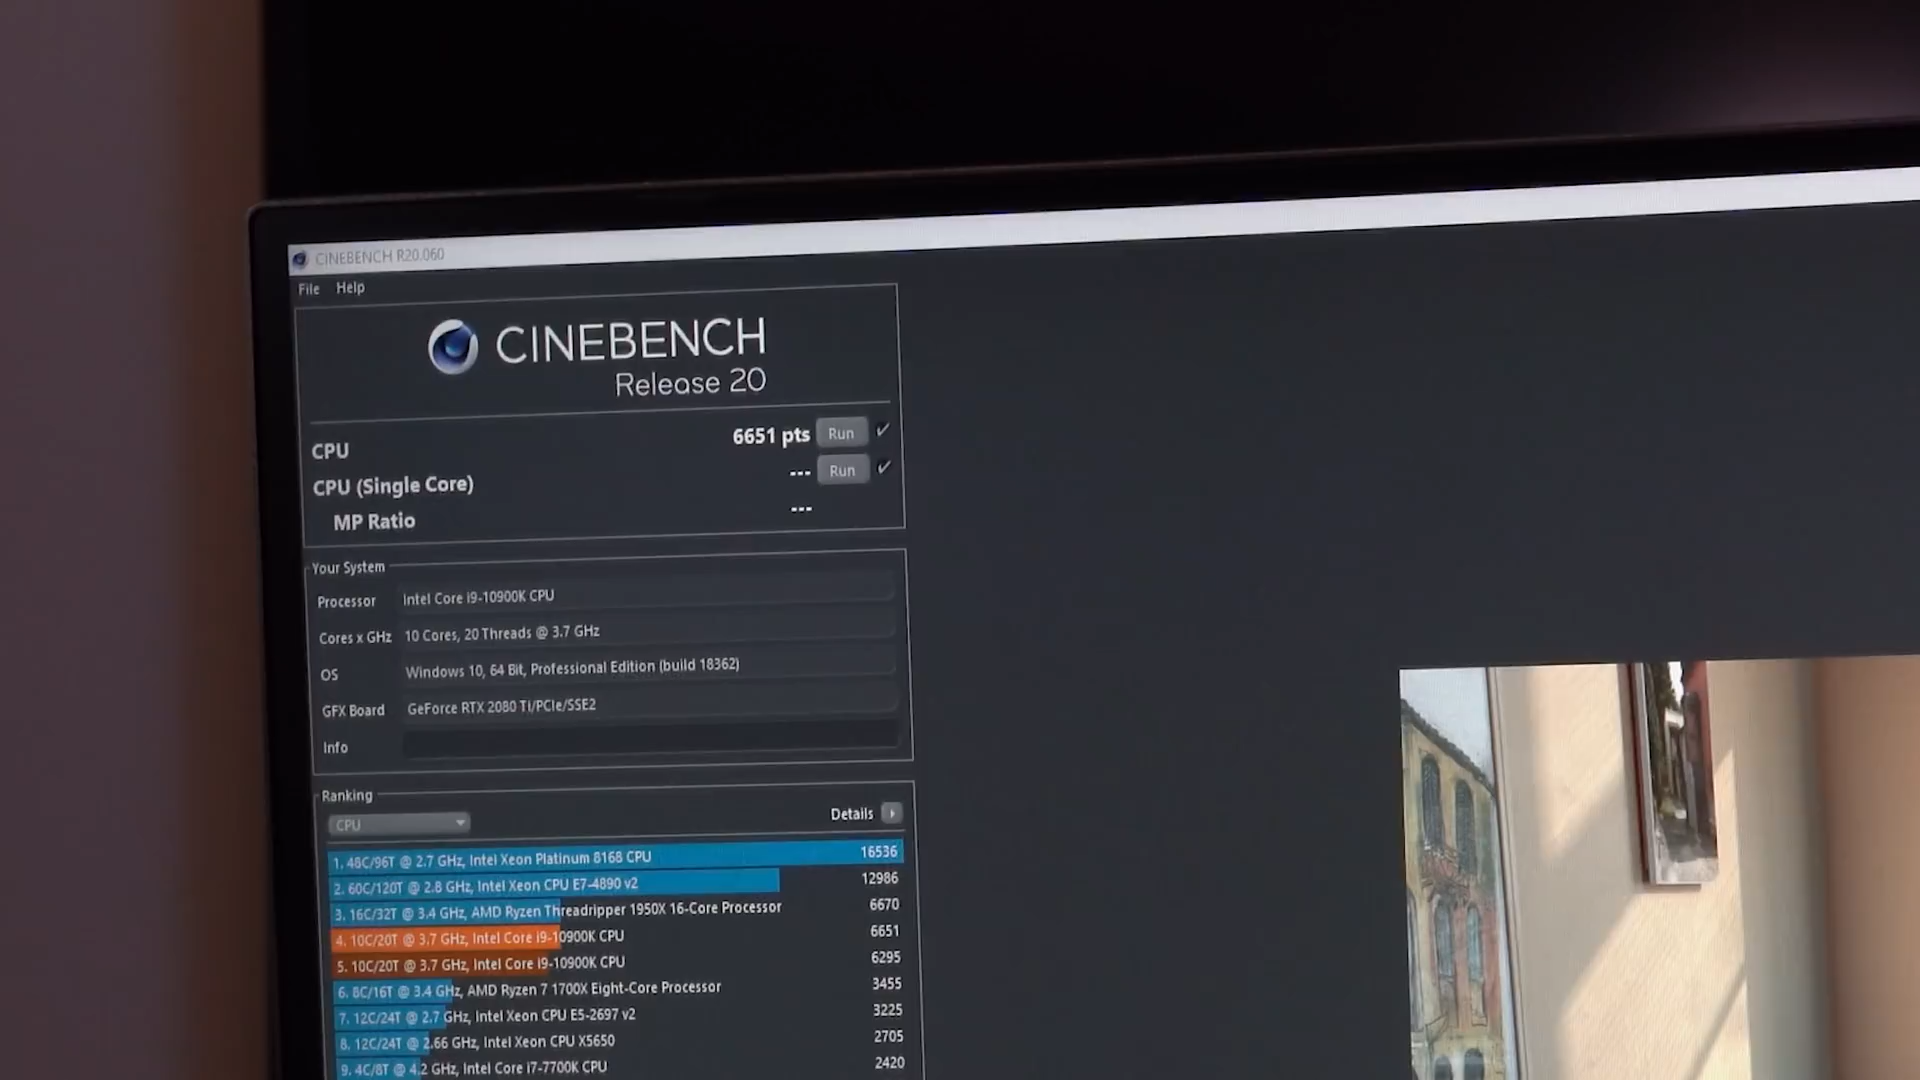 CINEBENCH R20.060
File Help
CINEBENCH
Release 20
CPU 6651 pts Run
CPU (Single Core) --- Run
MP Ratio ---
Your System
Processor Intel Core i9-10900K CPU
Cores x GHz 10 Cores, 20 Threads @ 3.7 GHz
OS Windows 10, 64 Bit, Professional Edition (build 18362)
GFX Board GeForce RTX 2080 Ti/PCIe/SSE2
Info
Ranking
CPU Details
1. 48C/96T @ 2.7 GHz, Intel Xeon Platinum 8168 CPU 16536
2. 60C/120T @ 2.8 GHz, Intel Xeon CPU E7-4890 v2 12986
3. 16C/32T @ 3.4 GHz, AMD Ryzen Threadripper 1950X 16-Core Processor 6670
4. 10C/20T @ 3.7 GHz, Intel Core i9-10900K CPU 6651
5. 10C/20T @ 3.7 GHz, Intel Core i9-10900K CPU 6295
6. 8C/16T @ 3.4 GHz, AMD Ryzen 7 1700X Eight-Core Processor 3455
7. 12C/24T @ 2.7 GHz, Intel Xeon CPU E5-2697 v2 3225
8. 12C/24T @ 2.66 GHz, Intel Xeon CPU X5650 2705
9. 4C/8T @ 4.2 GHz, Intel Core i7-7700K CPU 2420